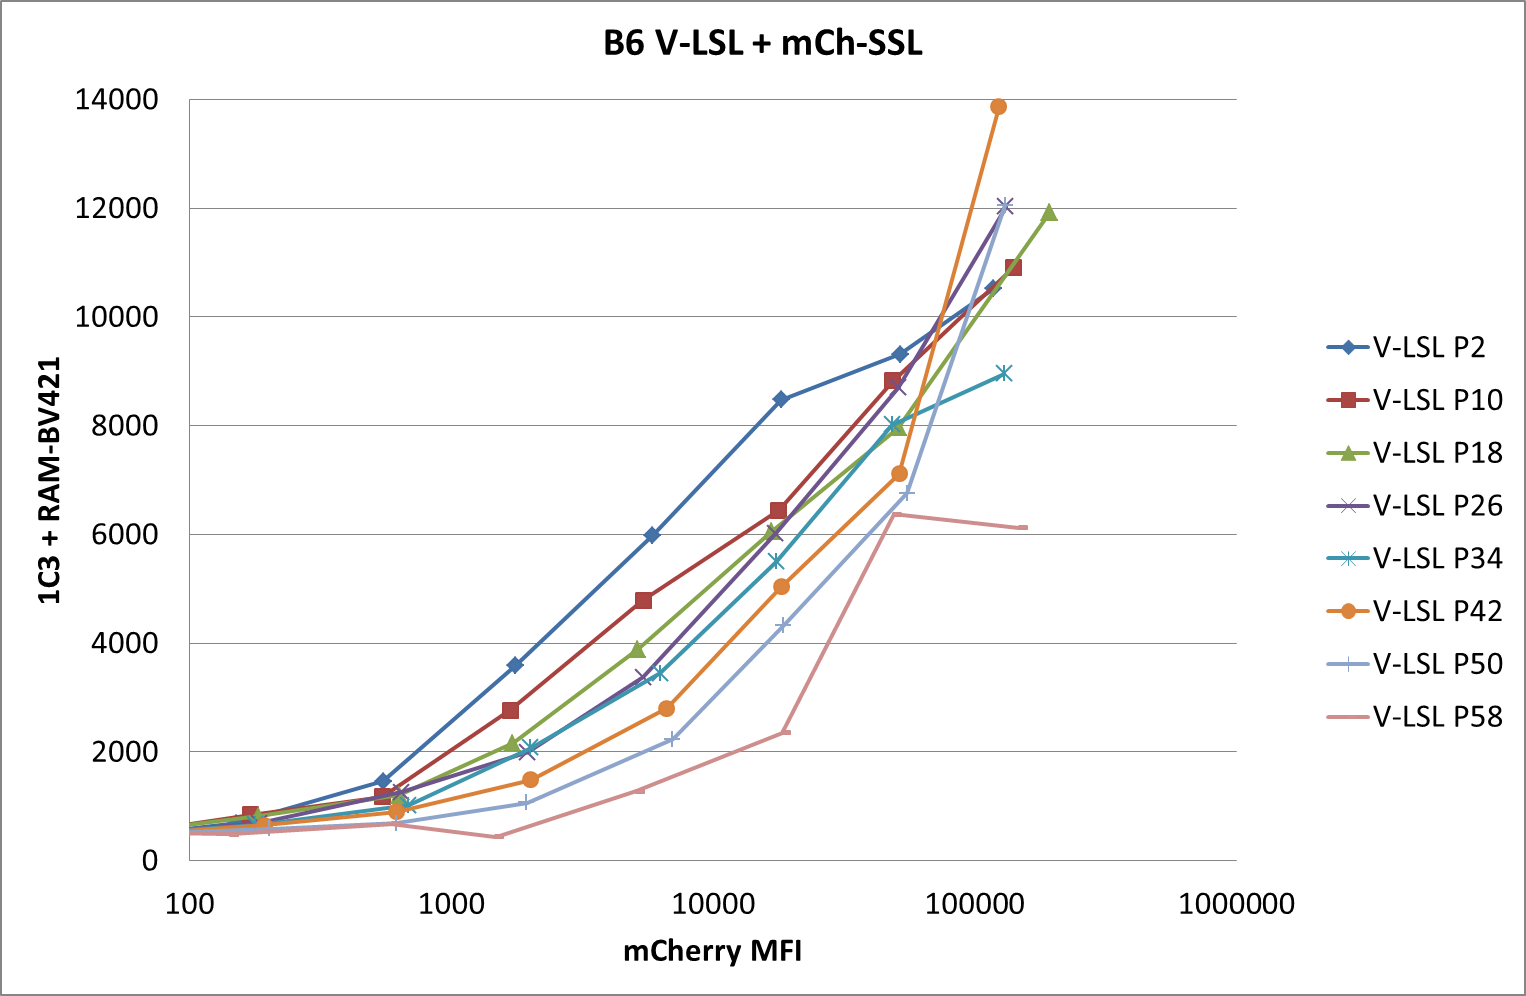 B6 V-LSL + mCh-SSL
14000
12000
10000
8000
6000
4000
2000
0
1C3 + RAM-BV421
100
1000
10000
100000
1000000
mCherry MFI
V-LSL P2
V-LSL P10
V-LSL P18
V-LSL P26
V-LSL P34
V-LSL P42
V-LSL P50
V-LSL P58